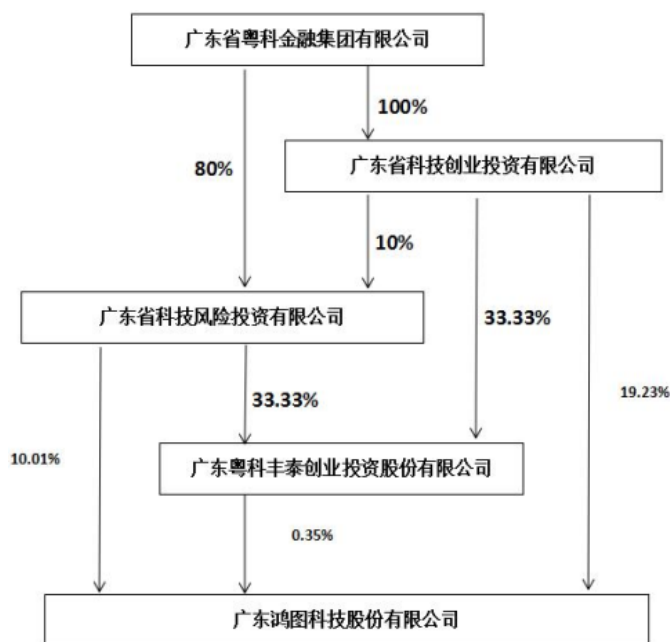 广东省粤科金融集团有限公司
100%
80%
广东省科技创业投资有限公司
10%
广东省科技风险投资有限公司
33.33%
33.33%
19.23%
10.01%
广东粤科丰泰创业投资股份有限公司
0.35%
广东鸿图科技股份有限公司